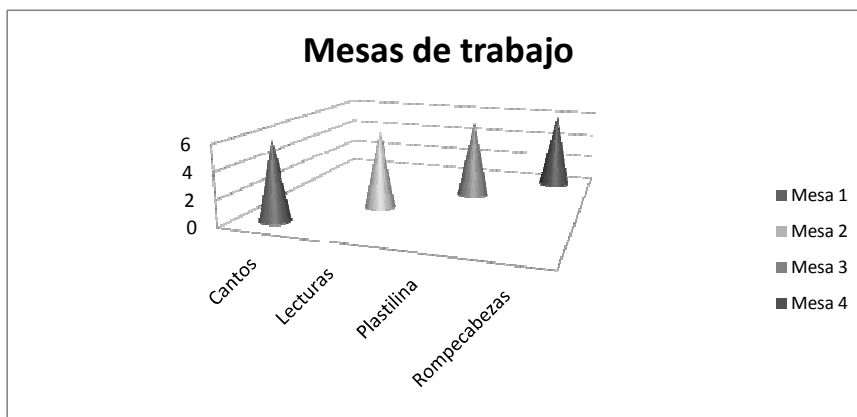 Mesas de trabajo
6
4
2
0
Cantos
Lecturas
Plastilina
Rompecabezas
Mesa 1
Mesa 2
Mesa 3
Mesa 4